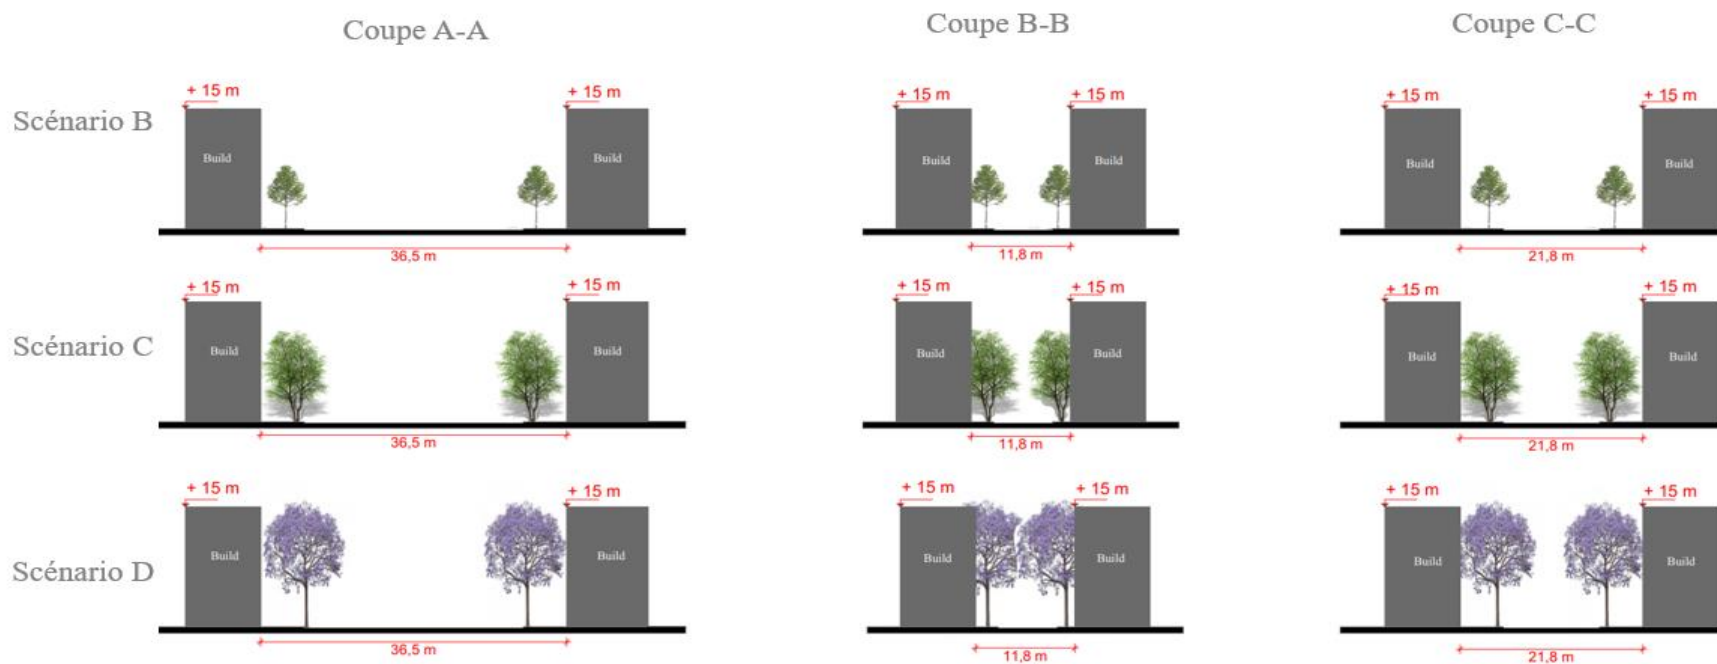 Coupe A-A
Coupe B-B
Coupe C-C
Scénario B
+ 15 m
+ 15 m
Build
Build
36,5 m
+ 15 m
+ 15 m
Build
Build
11,8 m
+ 15 m
+ 15 m
Build
Build
21,8 m
Scénario C
+ 15 m
+ 15 m
Build
Build
36,5 m
+ 15 m
+ 15 m
Build
Build
11,8 m
+ 15 m
+ 15 m
Build
Build
21,8 m
Scénario D
+ 15 m
+ 15 m
Build
Build
36,5 m
+ 15 m
+ 15 m
Build
Build
11,8 m
+ 15 m
+ 15 m
Build
Build
21,8 m